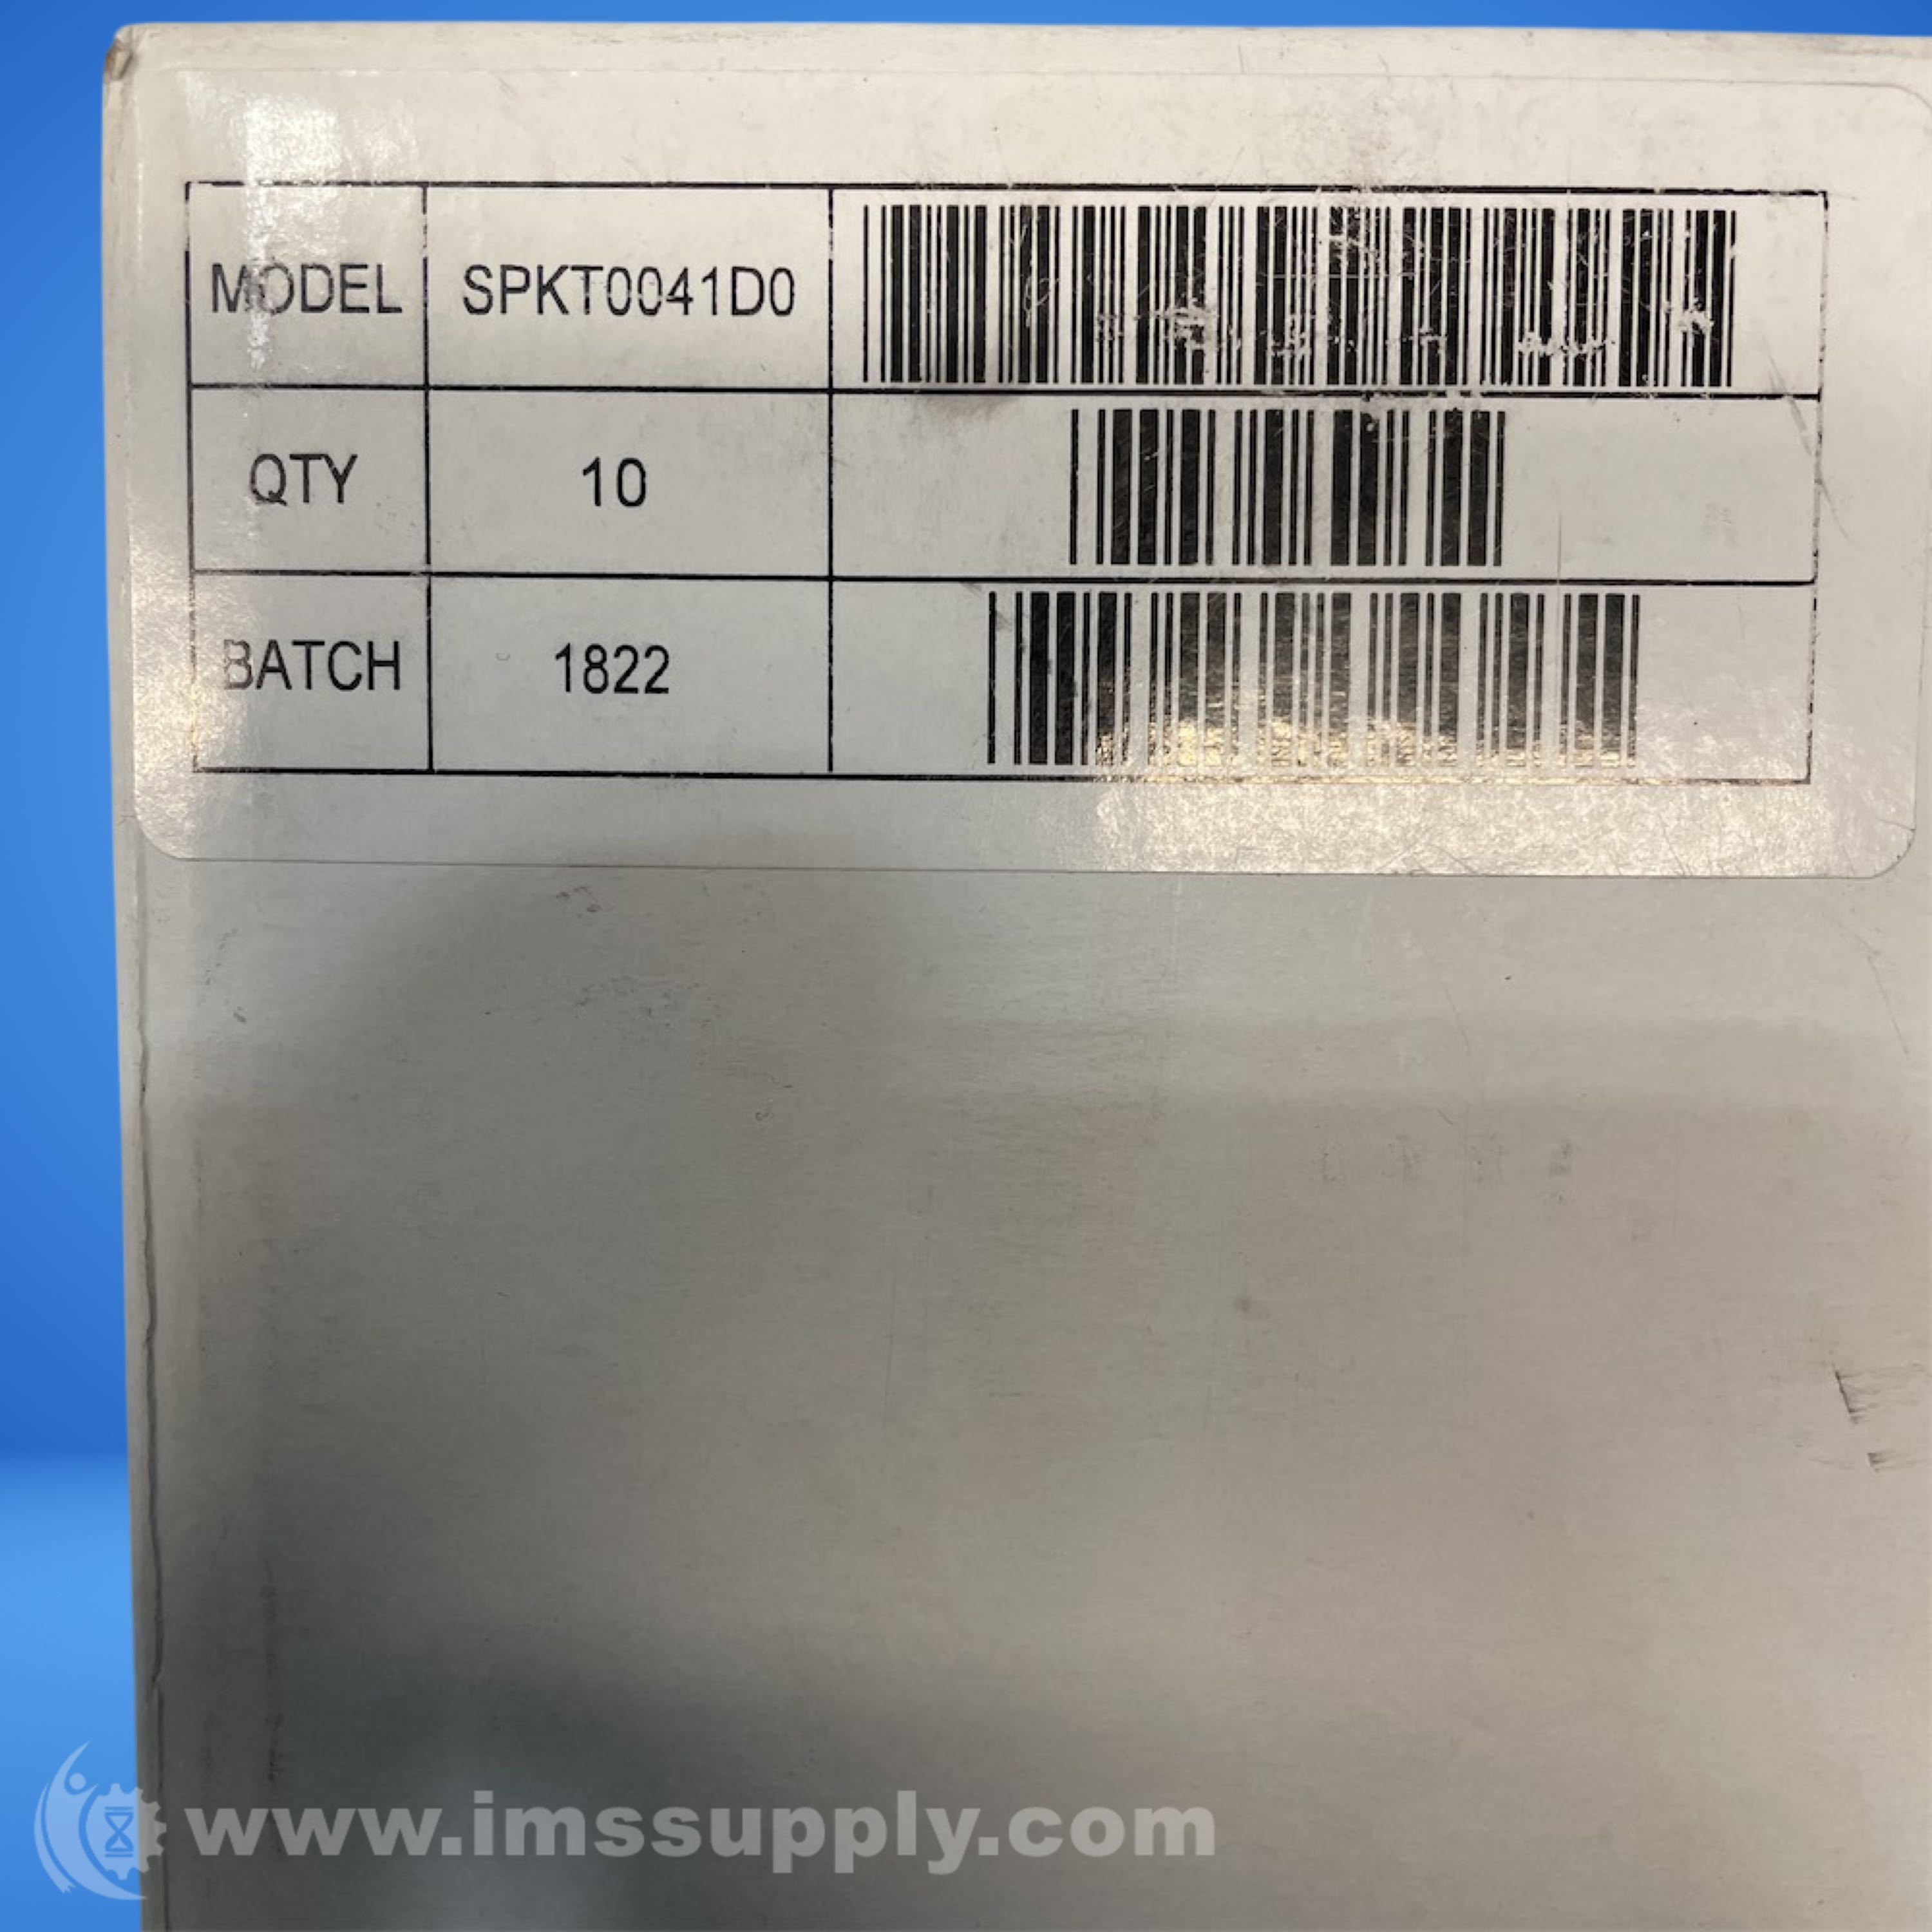 MODEL SPKT0041D0
QTY 10
BATCH 1822
www.imssupply.com